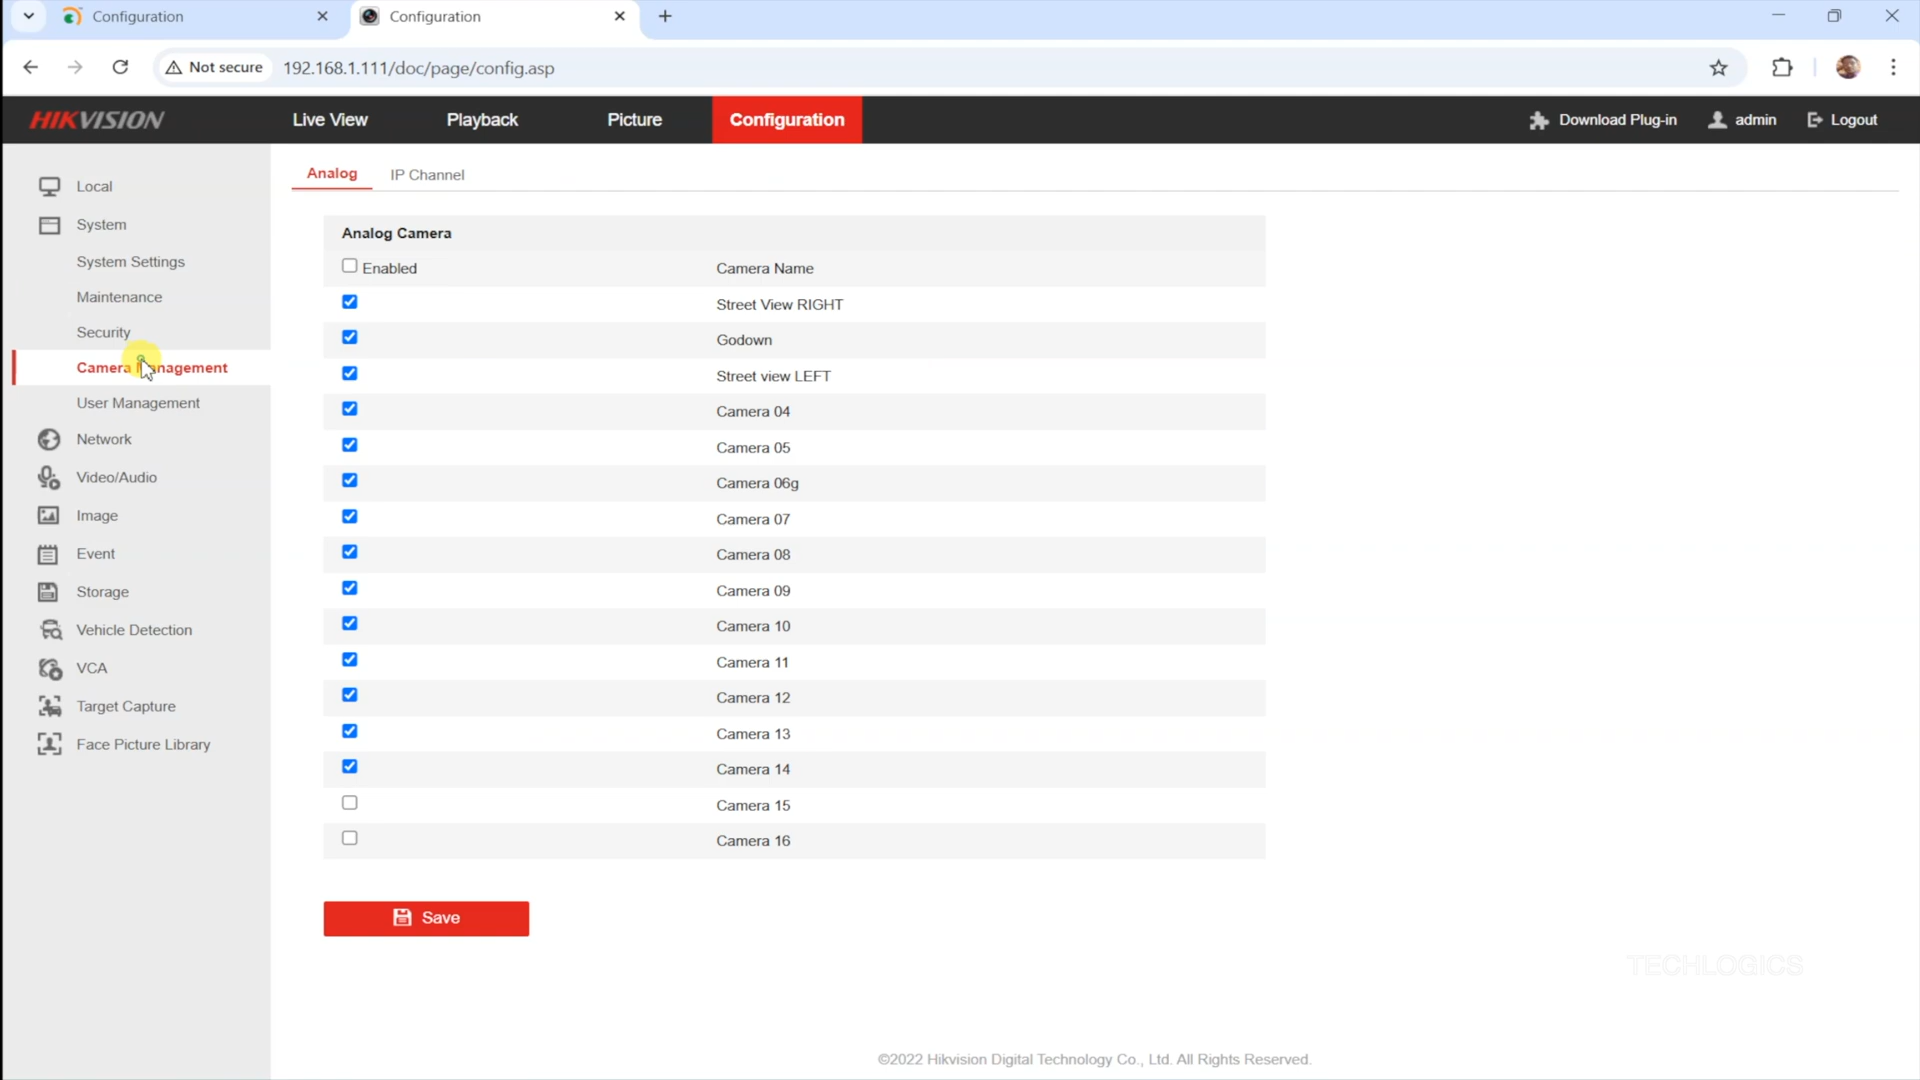 Configuration
Configuration
Not secure
192.168.1.111/doc/page/config.asp
HIKVISION
Live View
Playback
Picture
Configuration
Download Plug-in
admin
Logout
Local
System
System Settings
Maintenance
Security
Camera Management
User Management
Network
Video/Audio
Image
Event
Storage
Vehicle Detection
VCA
Target Capture
Face Picture Library
Analog
IP Channel
Analog Camera
Enabled Camera Name
Street View RIGHT
Godown
Street view LEFT
Camera 04
Camera 05
Camera 06g
Camera 07
Camera 08
Camera 09
Camera 10
Camera 11
Camera 12
Camera 13
Camera 14
Camera 15
Camera 16
Save
TECHLOGICS
©2022 Hikvision Digital Technology Co., Ltd. All Rights Reserved.